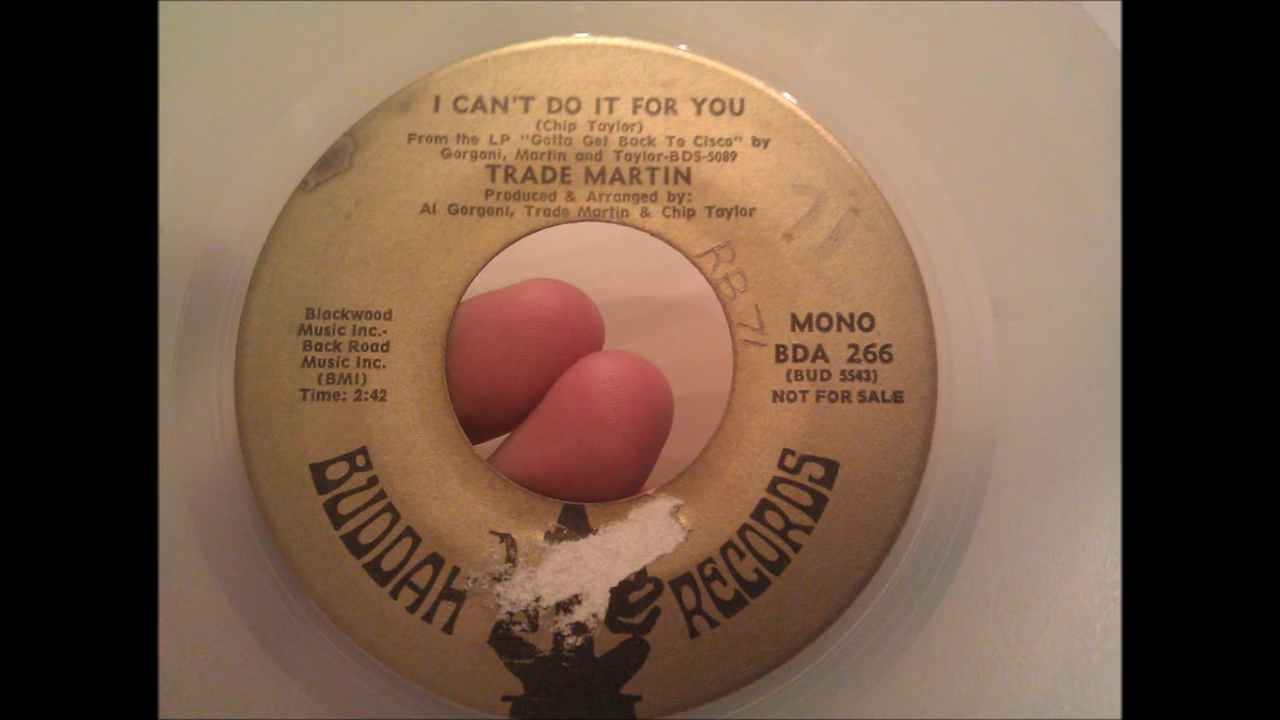 I CAN'T DO IT FOR YOU
(Chip Taylor)
From the LP "Gotta Get Back To Cisco" by
Gorgoni, Martin and Taylor-BDS-5089
TRADE MARTIN
Produced & Arranged by:
Al Gorgoni, Trade Martin & Chip Taylor
71
RB 71
Blackwood
Music Inc.-
Back Road
Music Inc.
(BMI)
Time: 2:42
MONO
BDA 266
(BUD 5543)
NOT FOR SALE
BUDDAH RECORDS